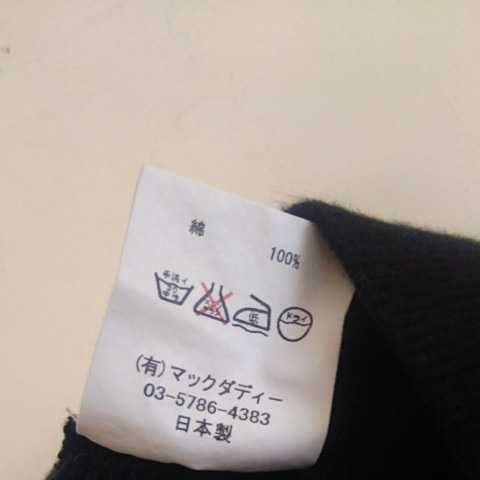 綿 100%
手洗イ
低 ドライ
(有)マックダディー
03-5786-4383
日本製